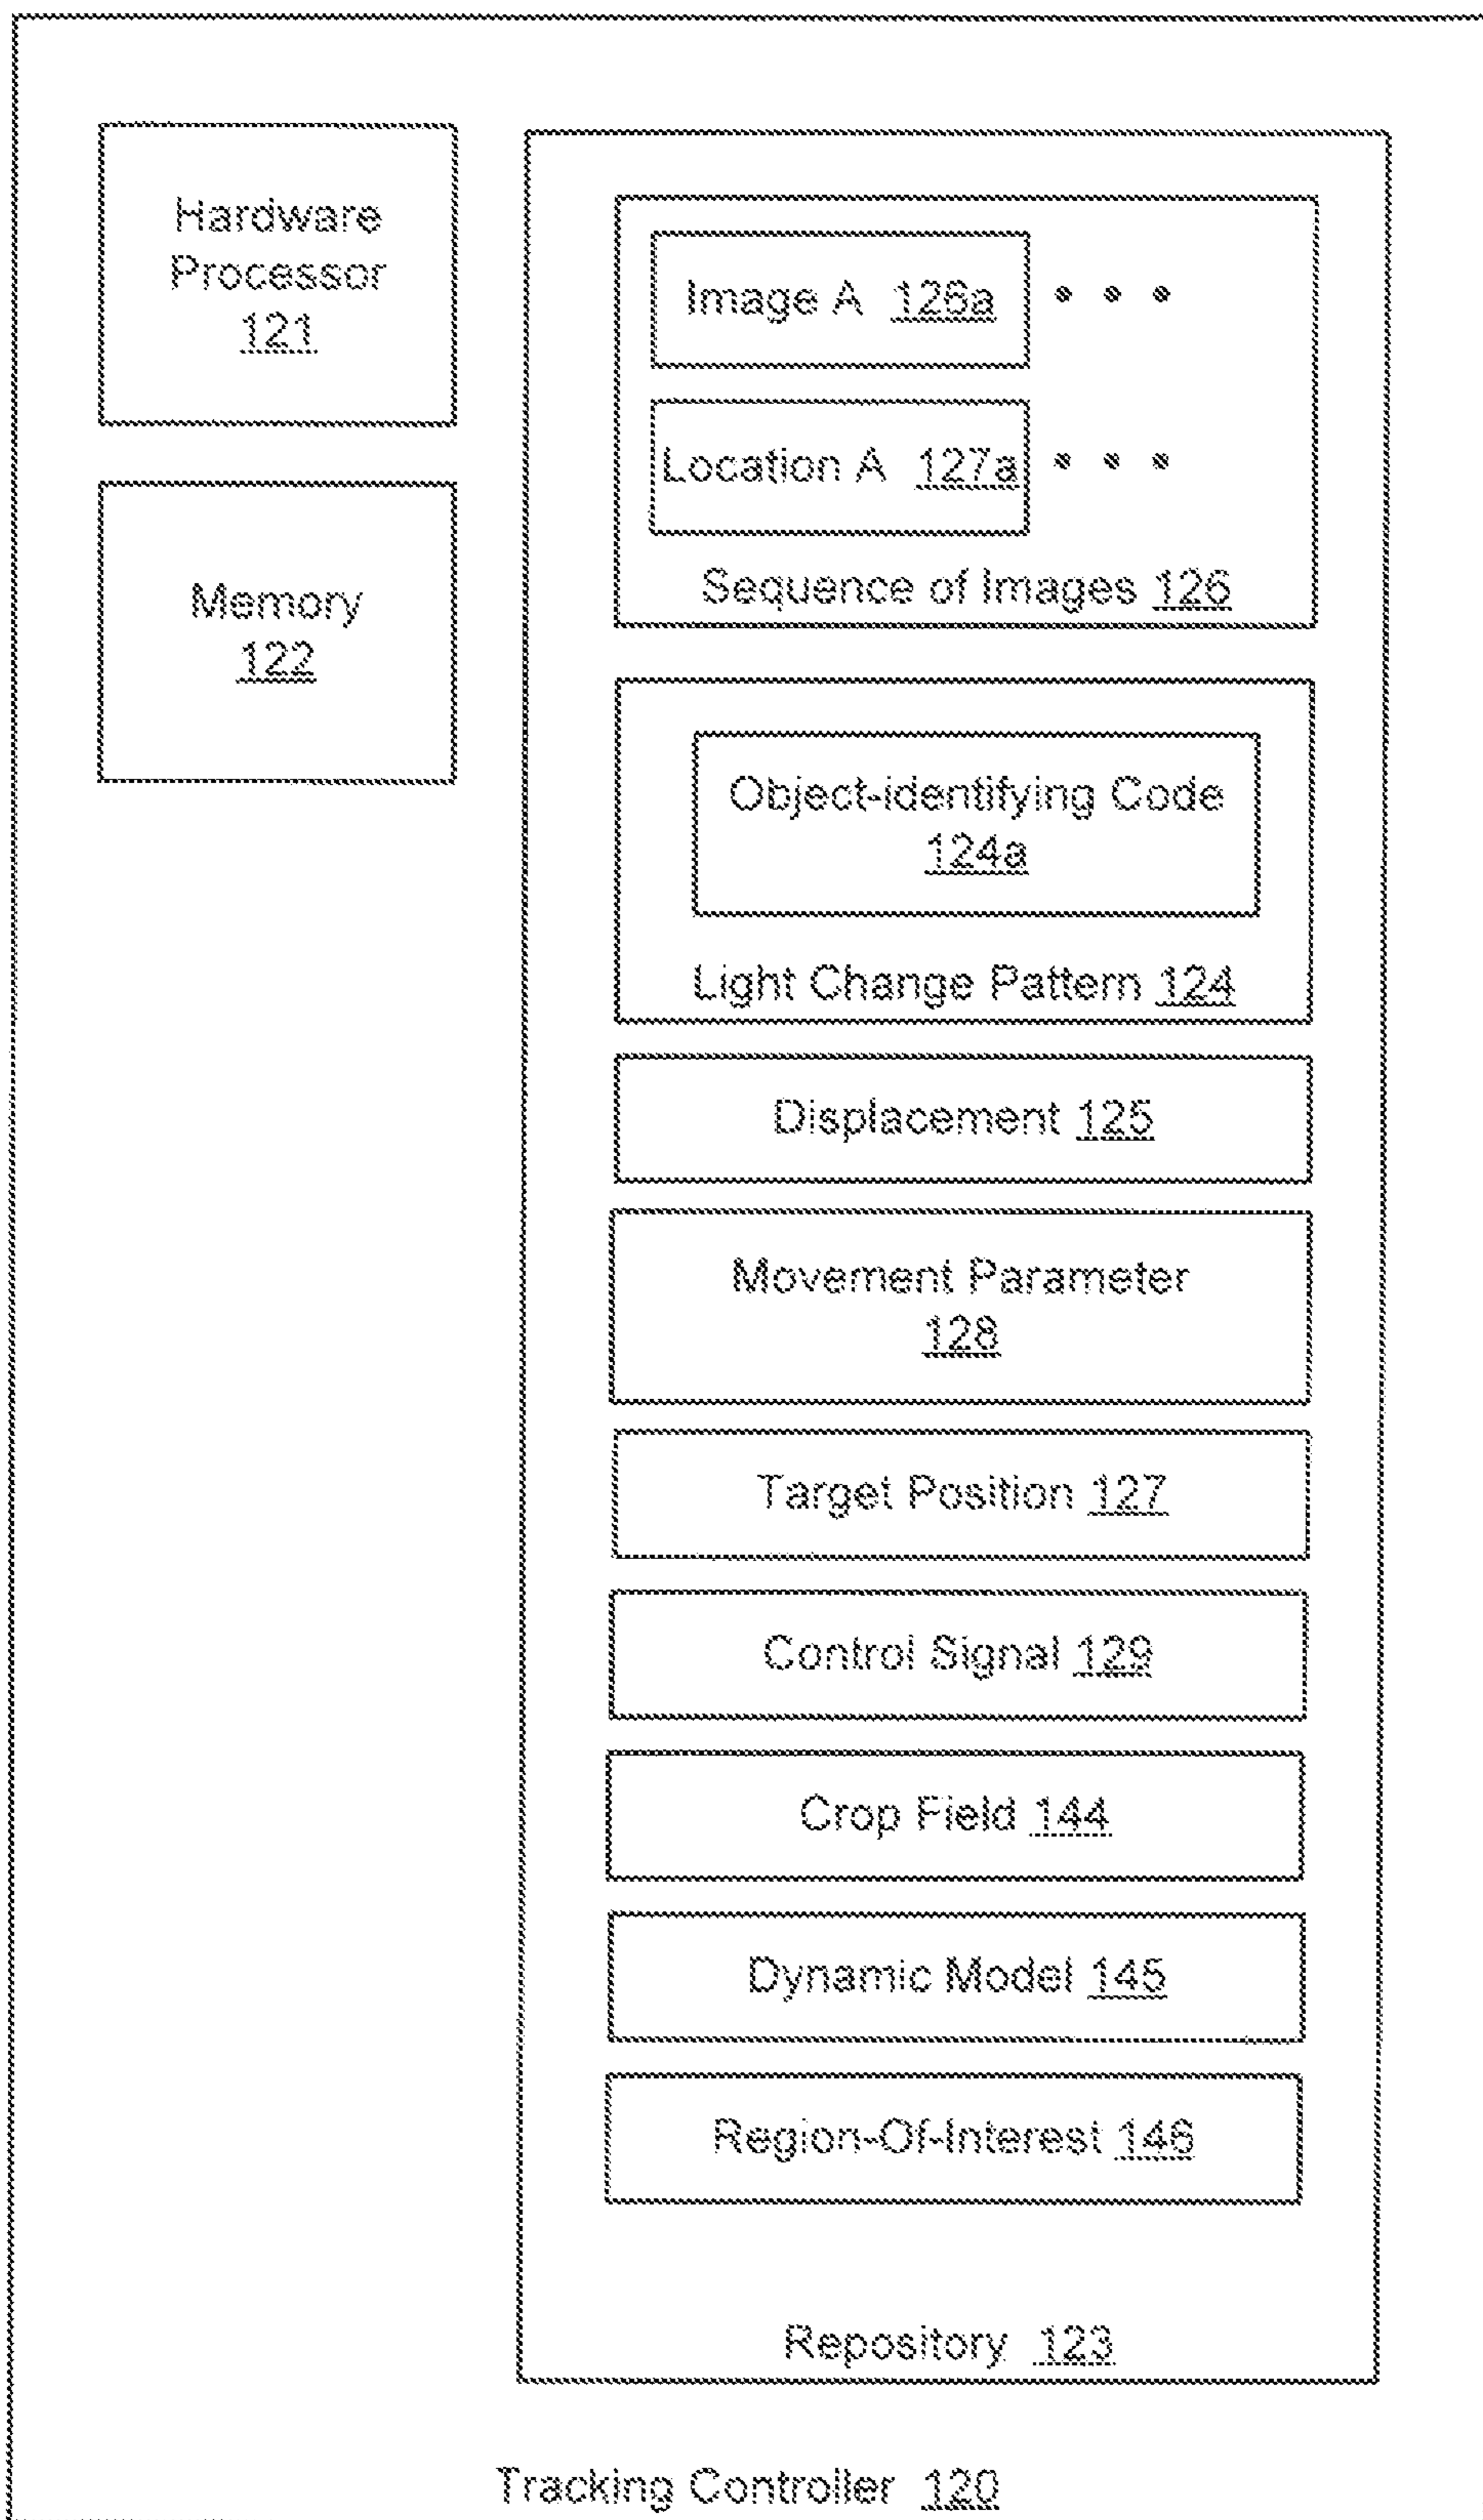 Hardware
Processor
121
Memory
122
Image A 126a
Location A 127a
Sequence of Images 126
Object-identifying Code
124a
Light Change Pattern 124
Displacement 125
Movement Parameter
128
Target Position 127
Control Signal 129
Crop Field 144
Dynamic Model 145
Region-Of-Interest 146
Repository 123
Tracking Controller 120